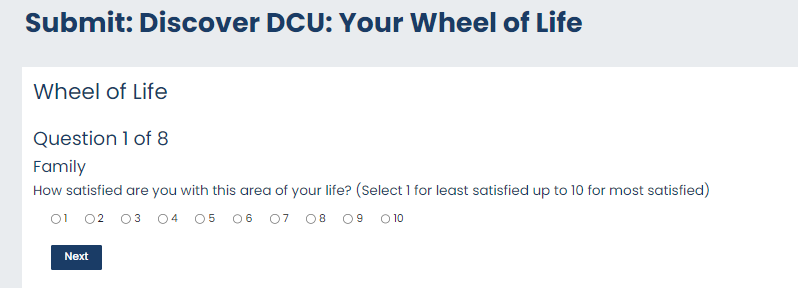 Submit: Discover DCU: Your Wheel of Life
Wheel of Life
Question 1 of 8
Family
How satisfied are you with this area of your life? (Select 1 for least satisfied up to 10 for most satisfied)
1 2 3 4 5 6 7 8 9 10
Next